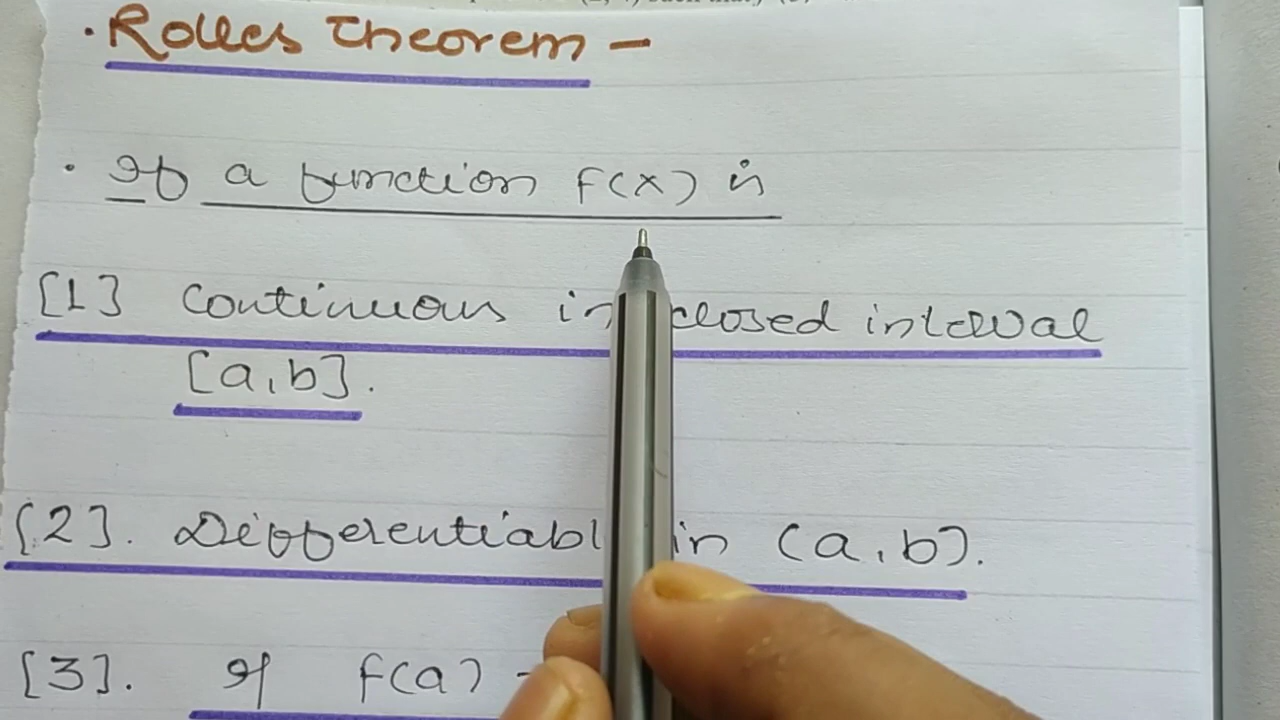 · Rolles Theorem –
· If a function f(x) is
[1] Continuous in closed interval
[a,b].
[2]. Differentiabl in (a,b).
[3]. If f(a)